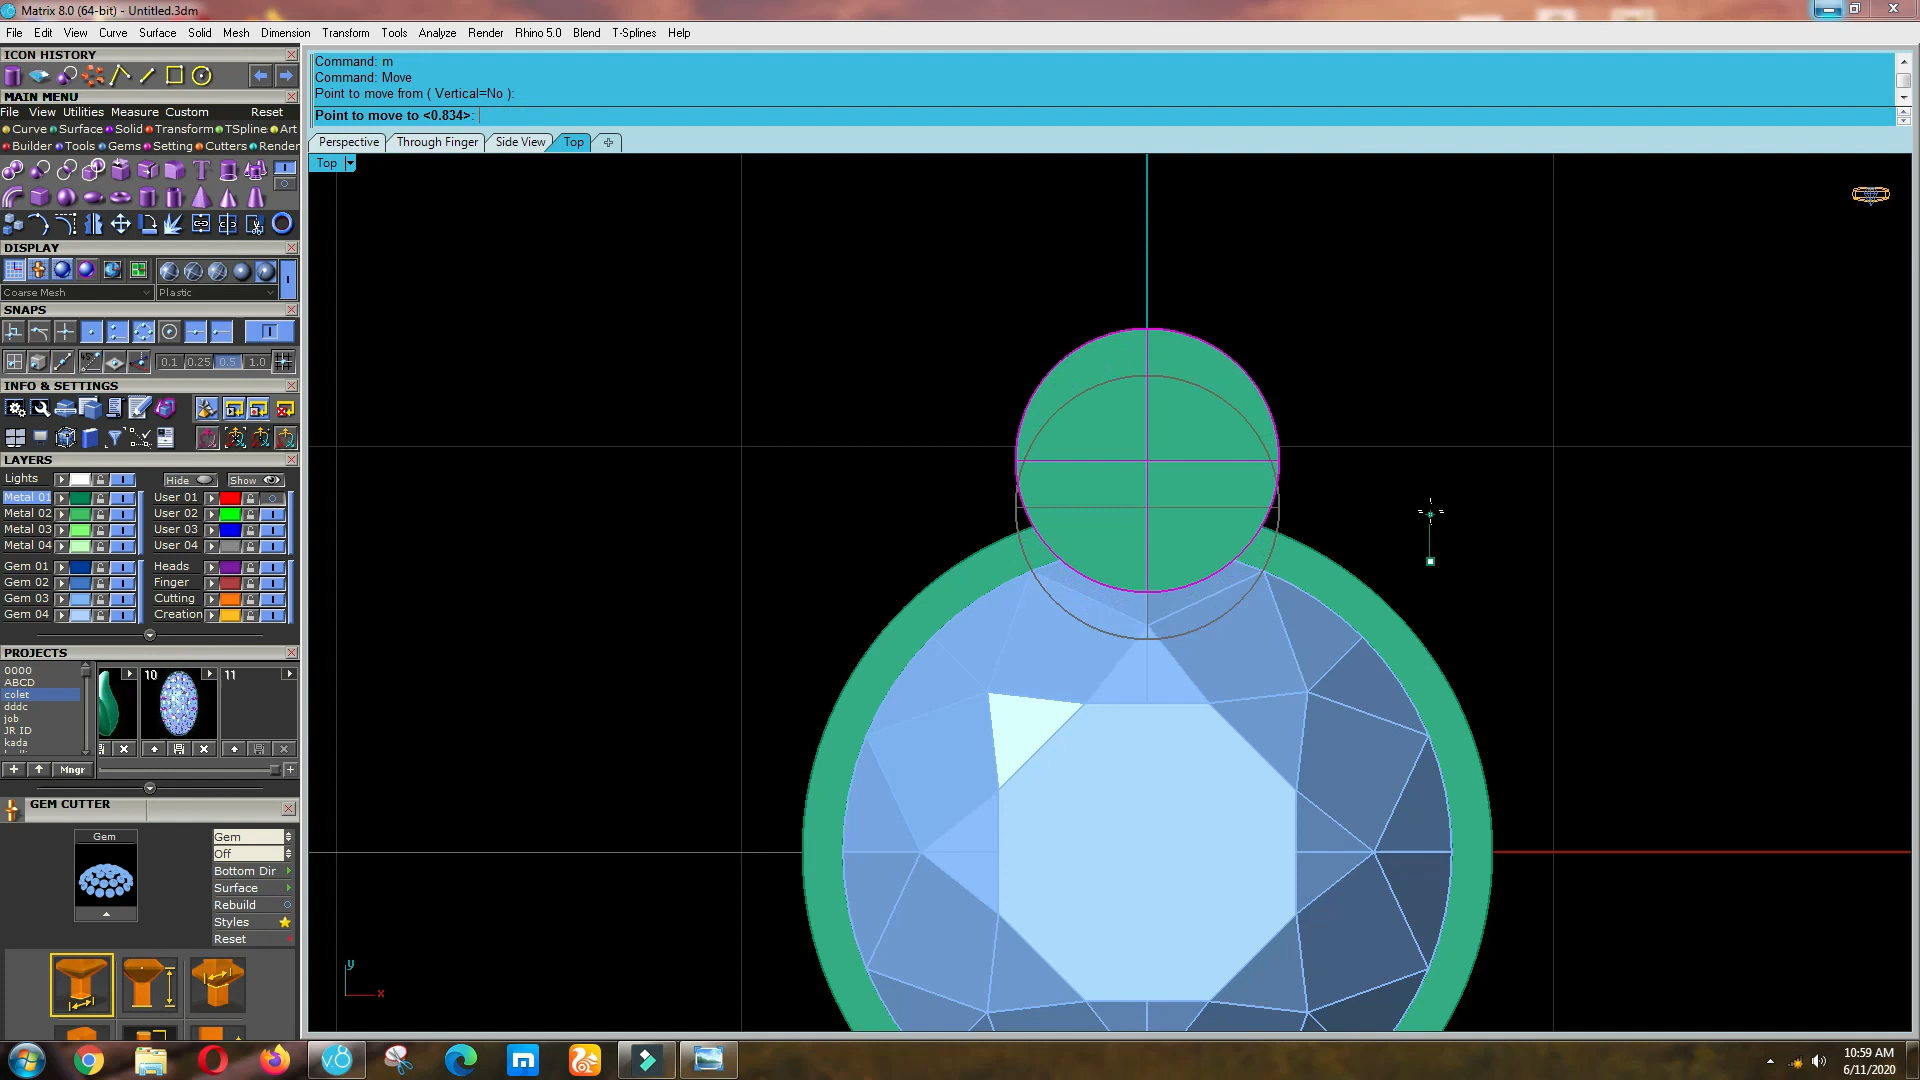 Matrix 8.0 (64-bit) - Untitled.3dm
File Edit View Curve Surface Solid Mesh Dimension Transform Tools Analyze Render Rhino 5.0 Blend T-Splines Help
ICON HISTORY
MAIN MENU
File View Utilities Measure Custom Reset
Curve Surface Solid Transform TSpline Art
Builder Tools Gems Setting Cutters Render
DISPLAY
Coarse Mesh Plastic
SNAPS
0.1 0.25 0.5 1.0
INFO & SETTINGS
LAYERS
Lights Hide Show
Metal 01 User 01
Metal 02 User 02
Metal 03 User 03
Metal 04 User 04
Gem 01 Heads
Gem 02 Finger
Gem 03 Cutting
Gem 04 Creation
PROJECTS
0000
ABCD
colet
dddc
job
JR ID
kada
10 11
Mngr
GEM CUTTER
Gem
Gem
Off
Bottom Dir
Surface
Rebuild
Styles
Reset
Command: m
Command: Move
Point to move from ( Vertical=No ):
Point to move to <0.834>:
Perspective Through Finger Side View Top
Top
y
x
10:59 AM
6/11/2020